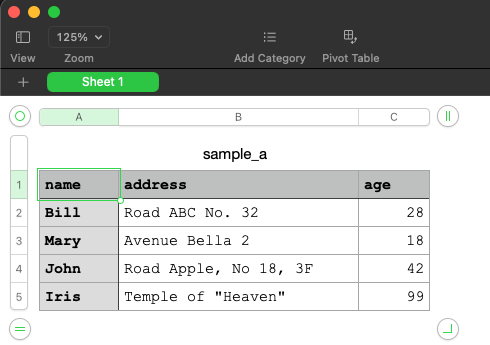 125%
View Zoom Add Category Pivot Table
+ Sheet 1
A B C
sample_a
1 name address age
2 Bill Road ABC No. 32 28
3 Mary Avenue Bella 2 18
4 John Road Apple, No 18, 3F 42
5 Iris Temple of "Heaven" 99